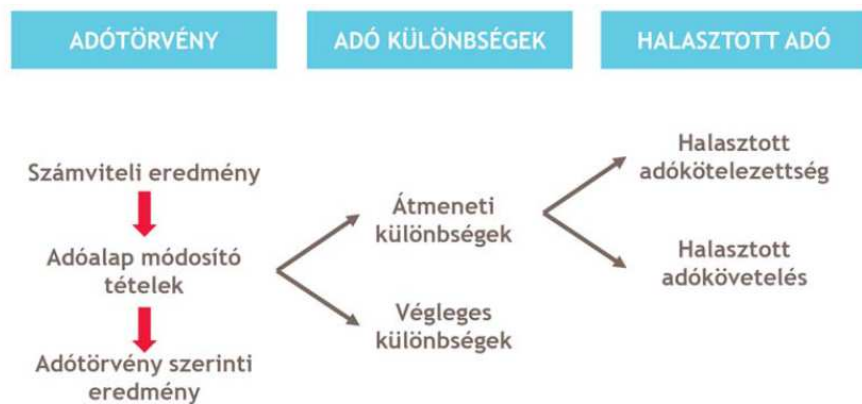 ADÓTÖRVÉNY
ADÓ KÜLÖNBSÉGEK
HALASZTOTT ADÓ
Számviteli eredmény
Adóalap módosító
tételek
Adótörvény szerinti
eredmény
Átmeneti
különbségek
Végleges
különbségek
Halasztott
adókötelezettség
Halasztott
adókövetelés